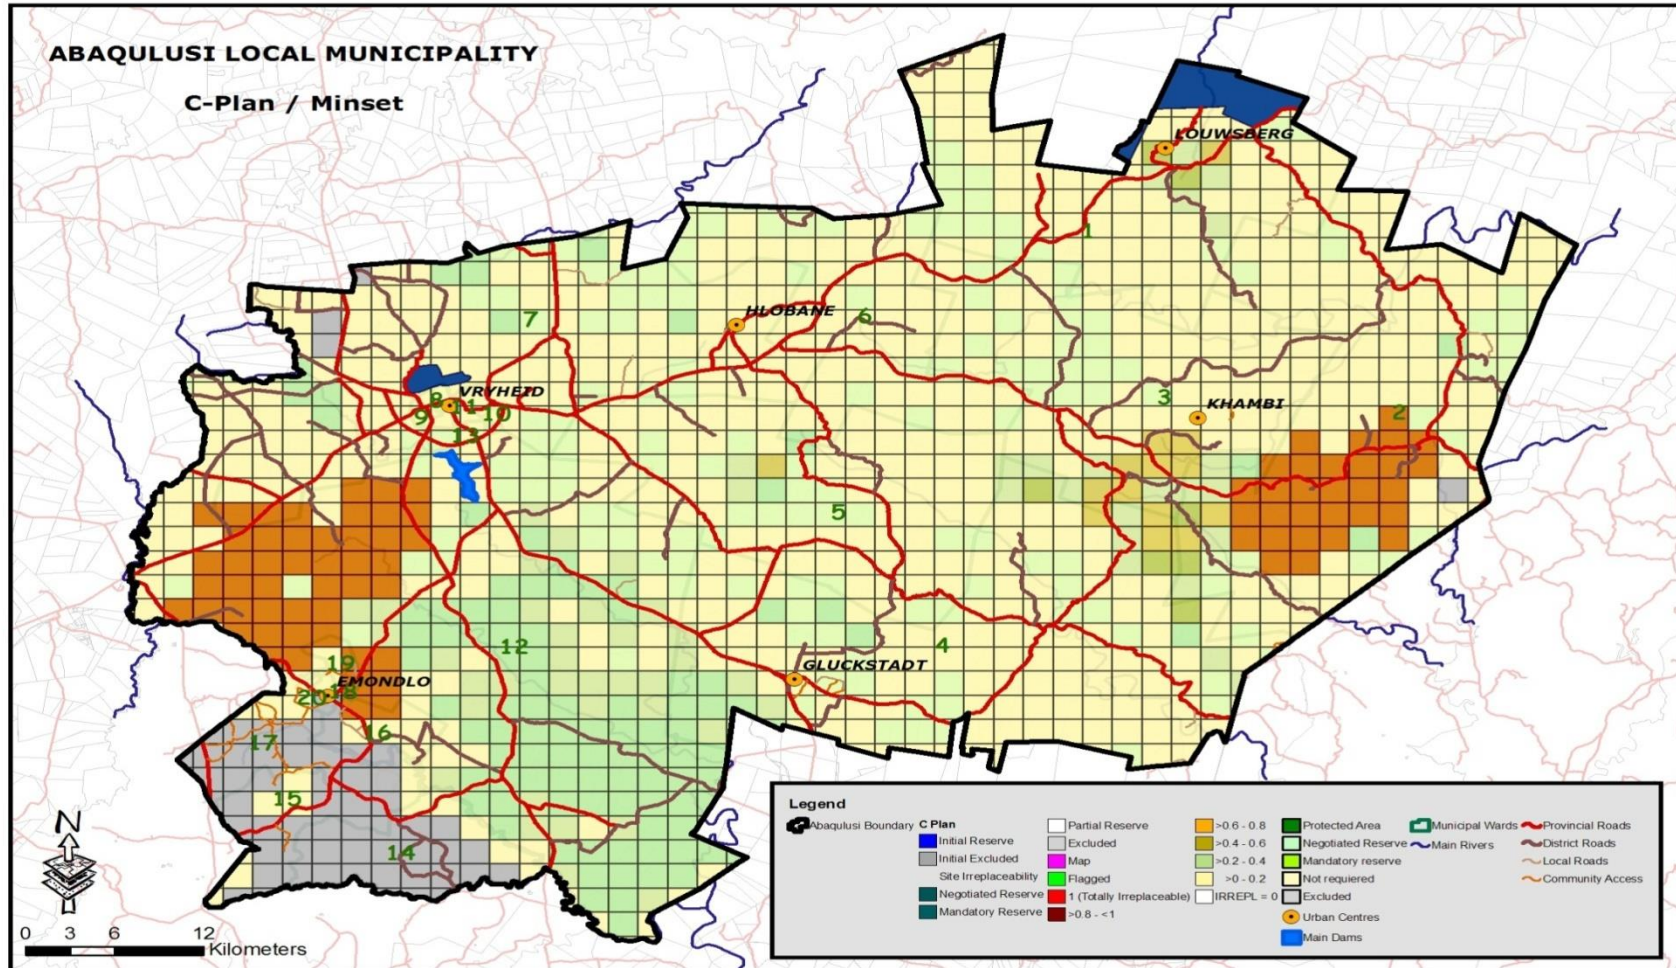 ABAQULUSI LOCAL MUNICIPALITY
C-Plan / Minset
LOUWSBERG
1
7
HLOBANE
6
VRYHEID
8
11
10
9
13
3
KHAMBI
2
5
12
4
19
GLUCKSTADT
EMONDLO
20
18
16
17
15
14
N
0 3 6 12
Kilometers
Legend
Abaqulusi Boundary
C Plan
Initial Reserve
Initial Excluded
Site Irreplaceability
Negotiated Reserve
Mandatory Reserve
Partial Reserve
Excluded
Map
Flagged
1 (Totally Irreplaceable)
>0.8 - <1
>0.6 - 0.8
>0.4 - 0.6
>0.2 - 0.4
>0 - 0.2
IRREPL = 0
Protected Area
Negotiated Reserve
Mandatory reserve
Not requiered
Excluded
Urban Centres
Main Dams
Municipal Wards
Main Rivers
Provincial Roads
District Roads
Local Roads
Community Access